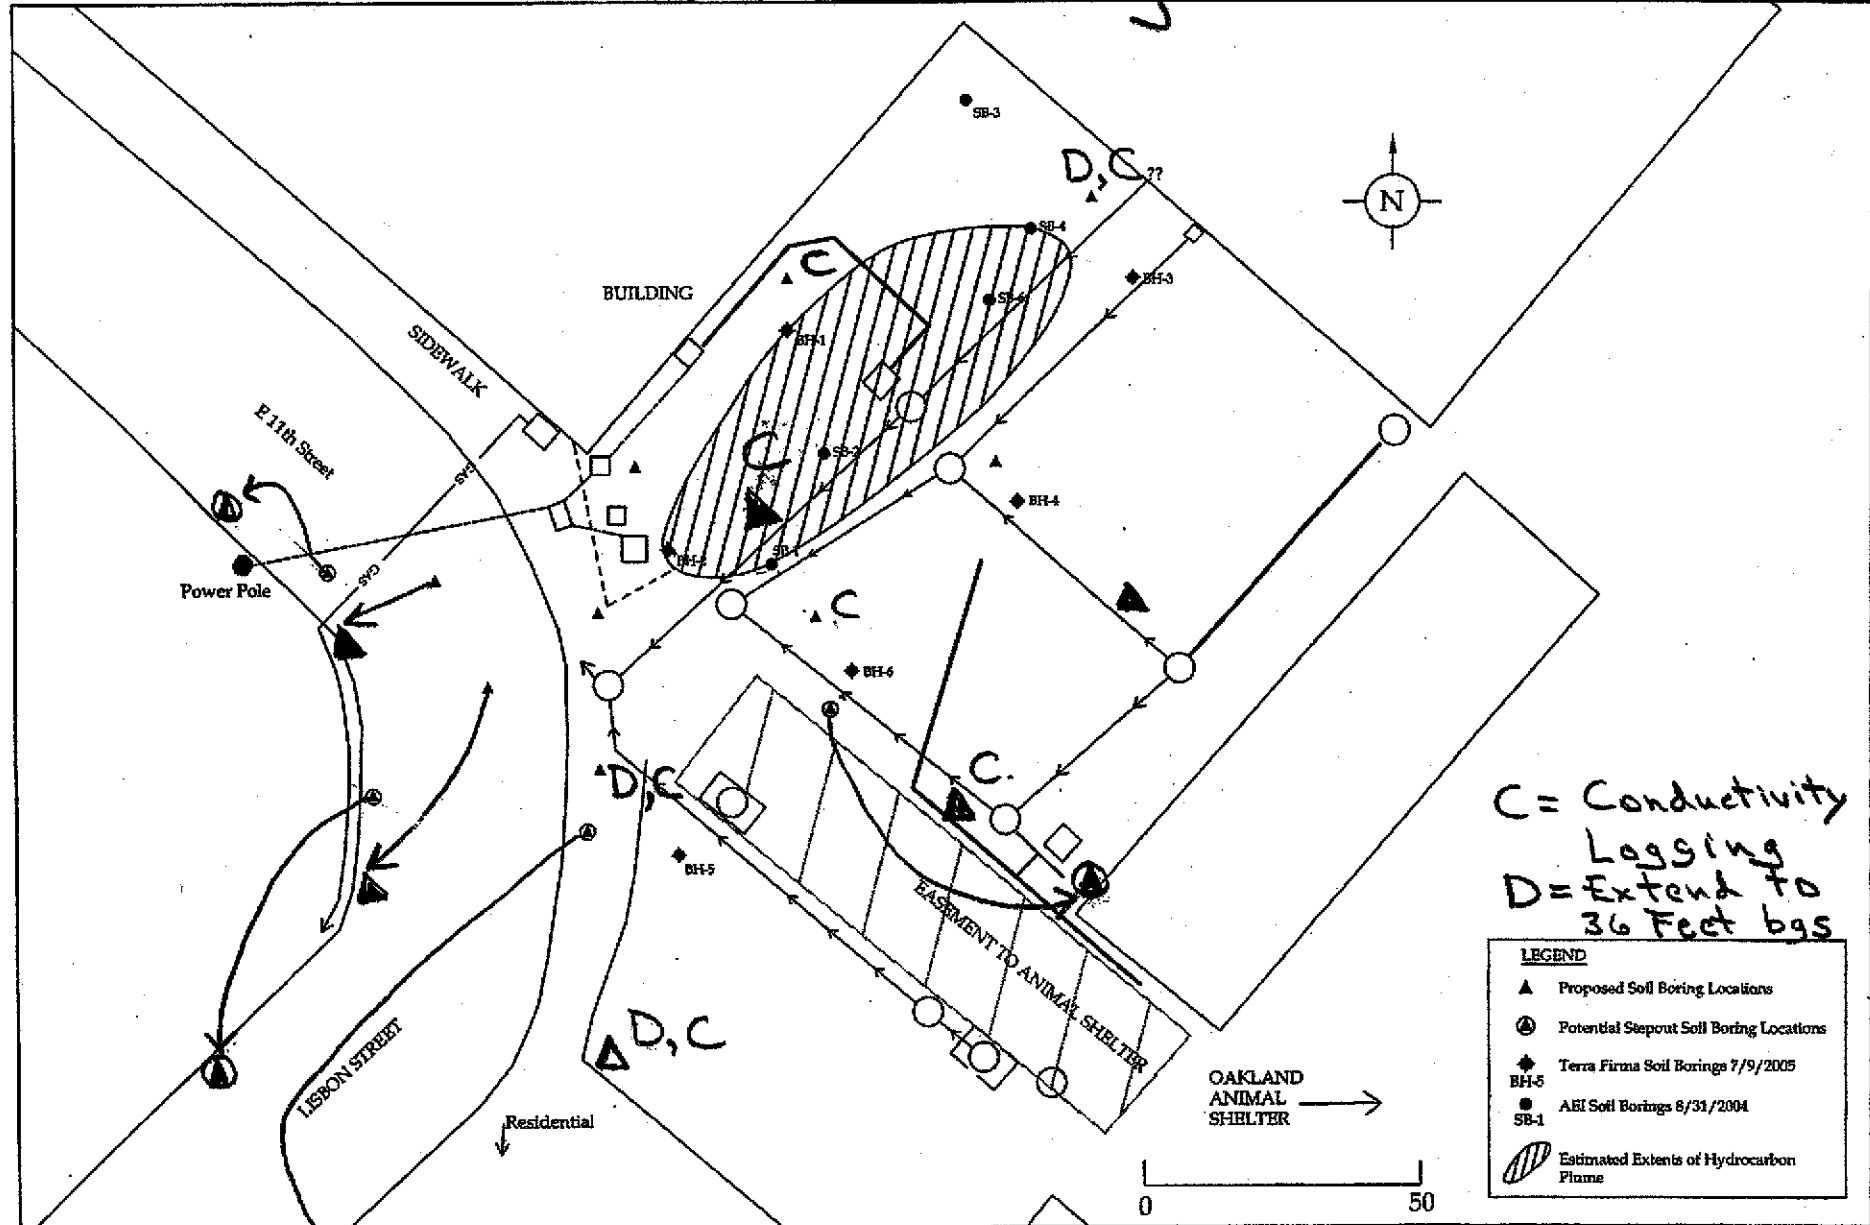 SB-3
D, C
??
N
SB-4
C
BH-3
BUILDING
SB-6
BH-1
SIDEWALK
E 11th Street
C
SB-2
GAS
BH-4
BH-2
SB
GAS
Power Pole
C
BH-6
C.
D, C
C = Conductivity
Logging
BH-5
D = Extend to
36 Feet bgs
EASEMENT TO ANIMAL SHELTER
LEGEND
Proposed Soil Boring Locations
Potential Stepout Soil Boring Locations
D, C
LISBON STREET
Terra Firma Soil Borings 7/9/2005
BH-5
OAKLAND
ANIMAL
SHELTER
AEI Soil Borings 8/31/2004
SB-1
Residential
Estimated Extents of Hydrocarbon
Plume
0
50